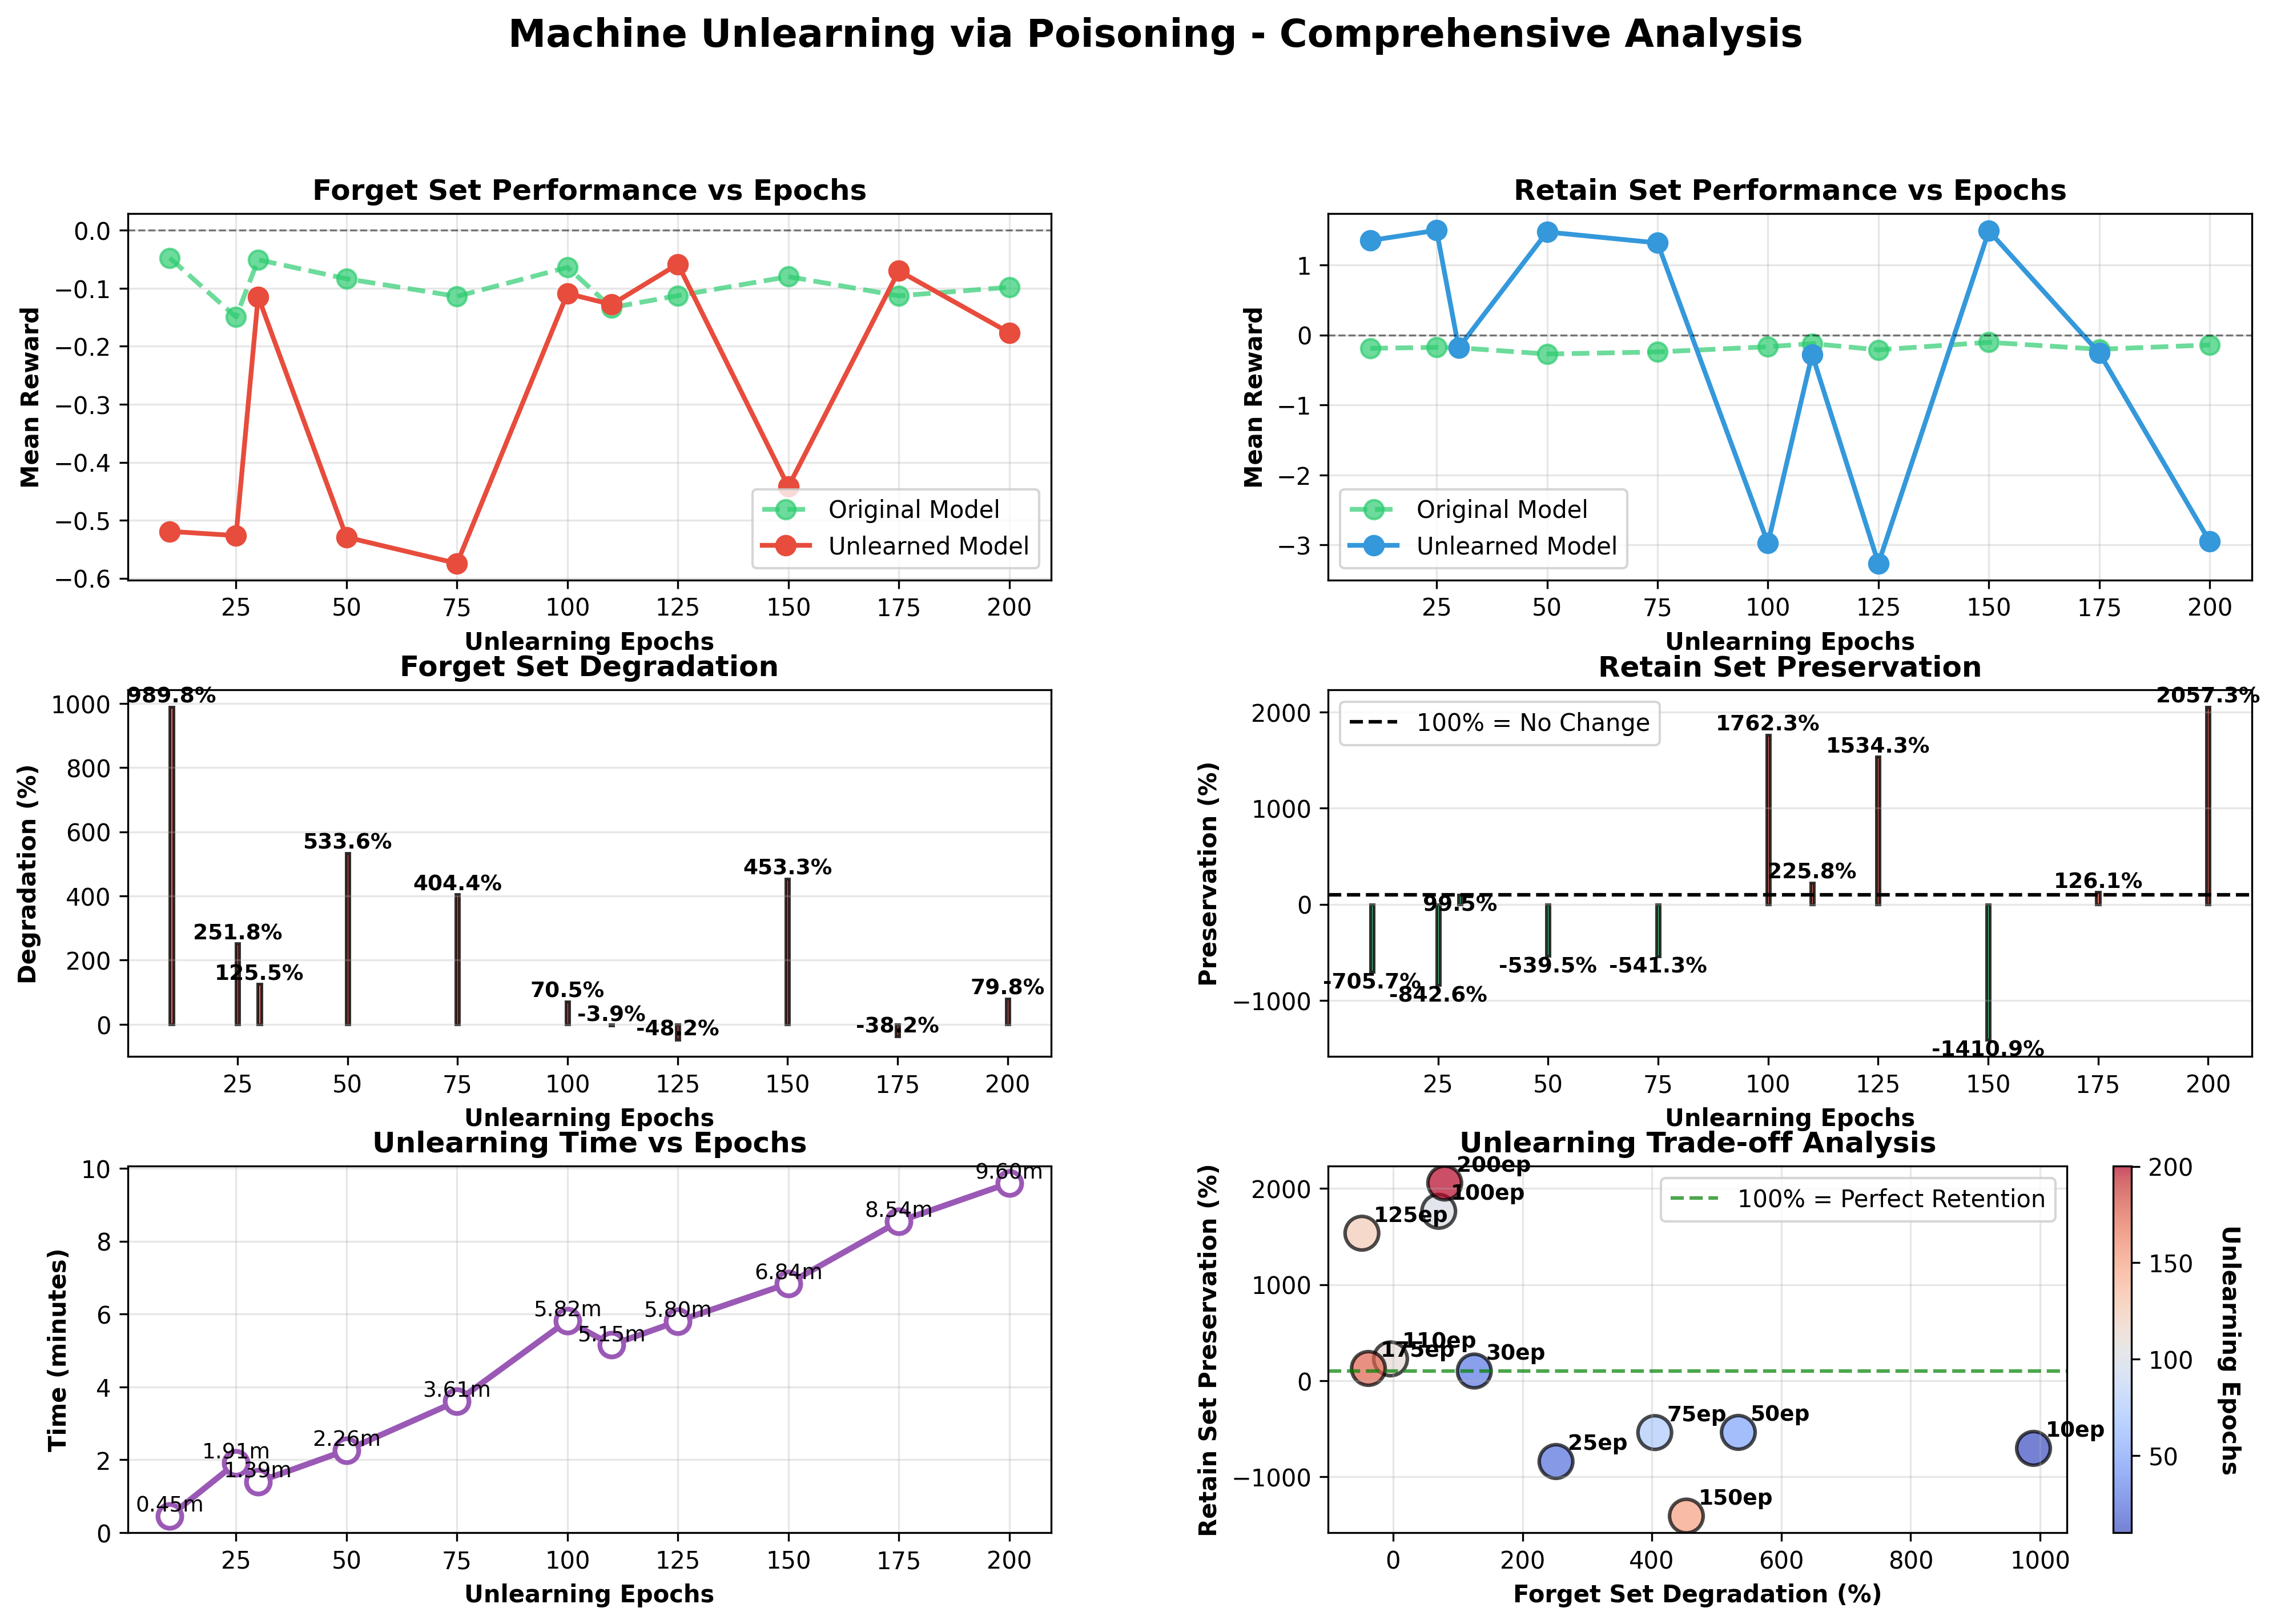 Machine Unlearning via Poisoning - Comprehensive Analysis
Forget Set Performance vs Epochs
Mean Reward
0.0
−0.1
−0.2
−0.3
−0.4
−0.5
−0.6
Original Model
Unlearned Model
25 50 75 100 125 150 175 200
Unlearning Epochs
Retain Set Performance vs Epochs
Mean Reward
1
0
−1
−2
−3
Original Model
Unlearned Model
25 50 75 100 125 150 175 200
Unlearning Epochs
Forget Set Degradation
Degradation (%)
1000
800
600
400
200
0
989.8%
251.8%
125.5%
533.6%
404.4%
70.5%
-3.9%
-48.2%
453.3%
-38.2%
79.8%
25 50 75 100 125 150 175 200
Unlearning Epochs
Retain Set Preservation
Preservation (%)
2000
1000
0
−1000
100% = No Change
-705.7%
-842.6%
99.5%
-539.5%
-541.3%
1762.3%
225.8%
1534.3%
-1410.9%
126.1%
2057.3%
25 50 75 100 125 150 175 200
Unlearning Epochs
Unlearning Time vs Epochs
Time (minutes)
10
8
6
4
2
0
0.45m
1.91m
1.39m
2.26m
3.61m
5.82m
5.15m
5.80m
6.84m
8.54m
9.60m
25 50 75 100 125 150 175 200
Unlearning Epochs
Unlearning Trade-off Analysis
Retain Set Preservation (%)
2000
1000
0
−1000
100% = Perfect Retention
200ep
100ep
125ep
110ep
175ep
30ep
75ep
50ep
25ep
10ep
150ep
0 200 400 600 800 1000
Forget Set Degradation (%)
200
150
100
50
Unlearning Epochs